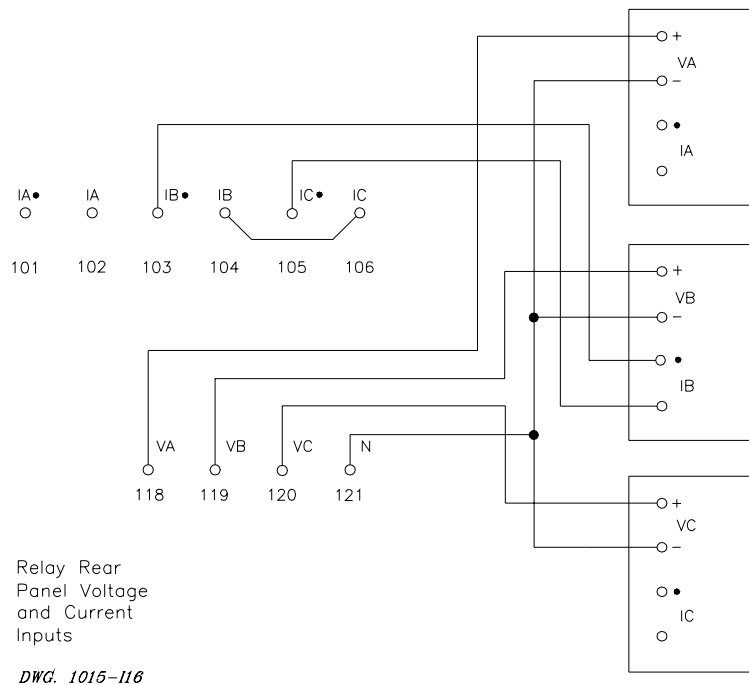 +
VA
−
●
IA
IA● IA IB● IB IC● IC
101 102 103 104 105 106
+
VB
−
●
IB
VA VB VC N
118 119 120 121
+
VC
−
●
IC
Relay Rear
Panel Voltage
and Current
Inputs
DWG. 1015-I16